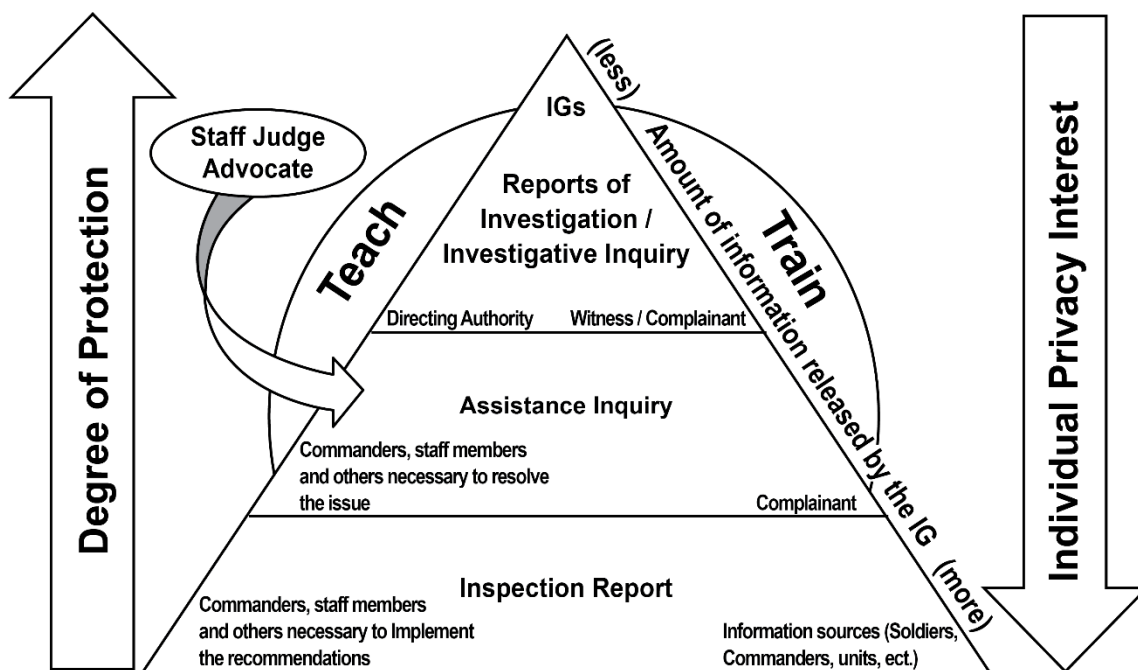 Degree of Protection
Staff Judge
Advocate
Teach
IGs
Reports of
Investigation /
Investigative Inquiry
Directing Authority
Witness / Complainant
Assistance Inquiry
Commanders, staff members
and others necessary to resolve
the issue
Complainant
Inspection Report
Commanders, staff members
and others necessary to Implement
the recommendations
Information sources (Soldiers,
Commanders, units, ect.)
(less) Amount of information released by the IG (more)
Train
Individual Privacy Interest